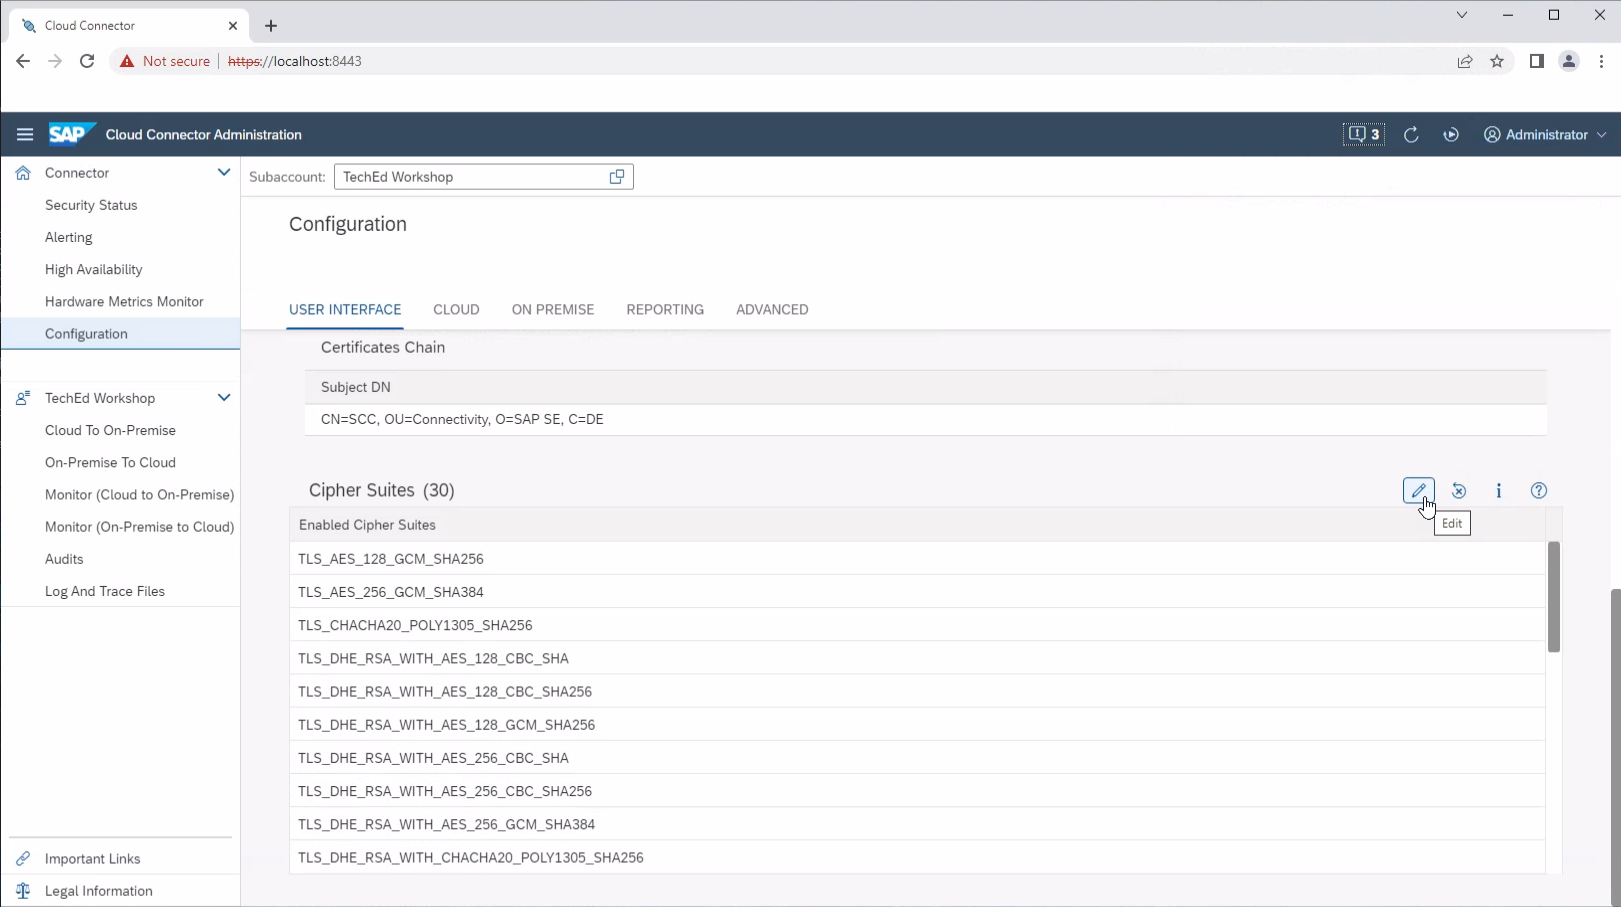 Cloud Connector
Not secure https://localhost:8443
SAP Cloud Connector Administration 3 Administrator
Connector
Security Status
Alerting
High Availability
Hardware Metrics Monitor
Configuration
TechEd Workshop
Cloud To On-Premise
On-Premise To Cloud
Monitor (Cloud to On-Premise)
Monitor (On-Premise to Cloud)
Audits
Log And Trace Files
Important Links
Legal Information
Subaccount: TechEd Workshop
Configuration
USER INTERFACE CLOUD ON PREMISE REPORTING ADVANCED
Certificates Chain
Subject DN
CN=SCC, OU=Connectivity, O=SAP SE, C=DE
Cipher Suites (30)
Edit
Enabled Cipher Suites
TLS_AES_128_GCM_SHA256
TLS_AES_256_GCM_SHA384
TLS_CHACHA20_POLY1305_SHA256
TLS_DHE_RSA_WITH_AES_128_CBC_SHA
TLS_DHE_RSA_WITH_AES_128_CBC_SHA256
TLS_DHE_RSA_WITH_AES_128_GCM_SHA256
TLS_DHE_RSA_WITH_AES_256_CBC_SHA
TLS_DHE_RSA_WITH_AES_256_CBC_SHA256
TLS_DHE_RSA_WITH_AES_256_GCM_SHA384
TLS_DHE_RSA_WITH_CHACHA20_POLY1305_SHA256